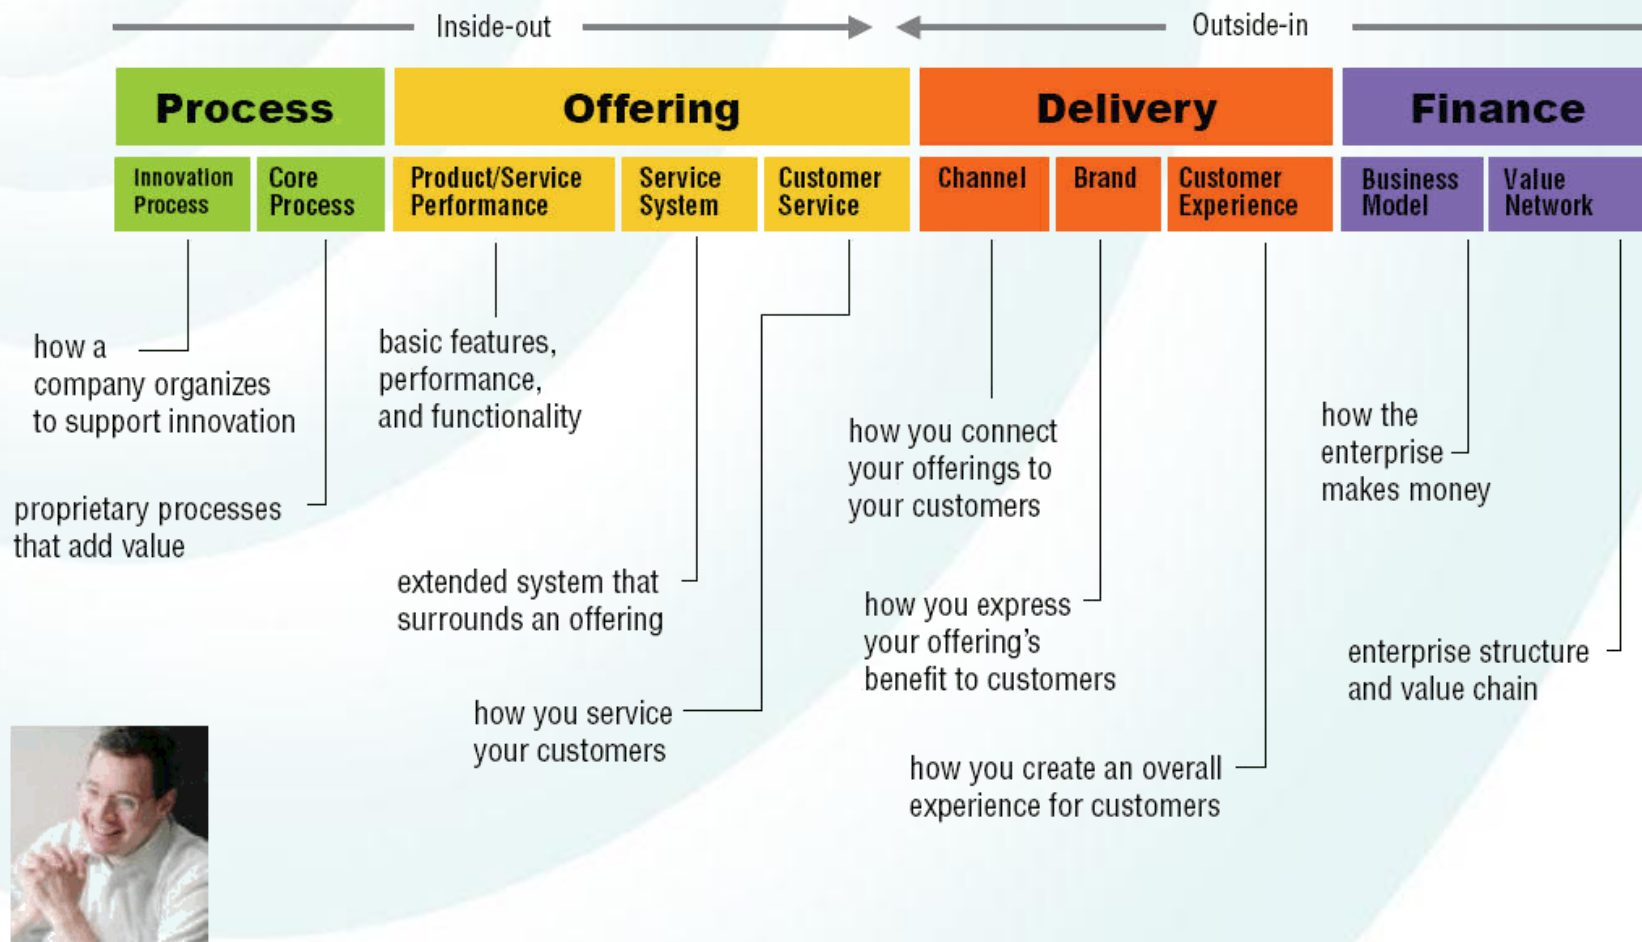 Inside-out
Outside-in
Process
Offering
Delivery
Finance
Innovation
Process
Core
Process
Product/Service
Performance
Service
System
Customer
Service
Channel
Brand
Customer
Experience
Business
Model
Value
Network
how a
company organizes
to support innovation
proprietary processes
that add value
basic features,
performance,
and functionality
extended system that
surrounds an offering
how you service
your customers
how you connect
your offerings to
your customers
how you express
your offering’s
benefit to customers
how you create an overall
experience for customers
how the
enterprise
makes money
enterprise structure
and value chain